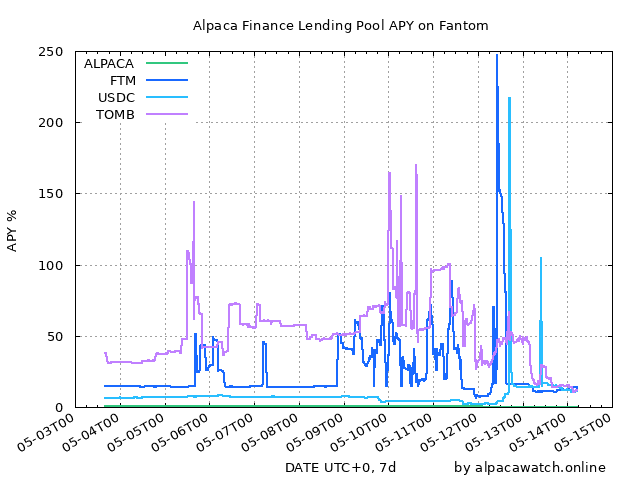 Alpaca Finance Lending Pool APY on Fantom
250
200
150
100
50
0
APY %
ALPACA
FTM
USDC
TOMB
05-03T00
05-04T00
05-05T00
05-06T00
05-07T00
05-08T00
05-09T00
05-10T00
05-11T00
05-12T00
05-13T00
05-14T00
05-15T00
DATE UTC+0, 7d
by alpacawatch.online